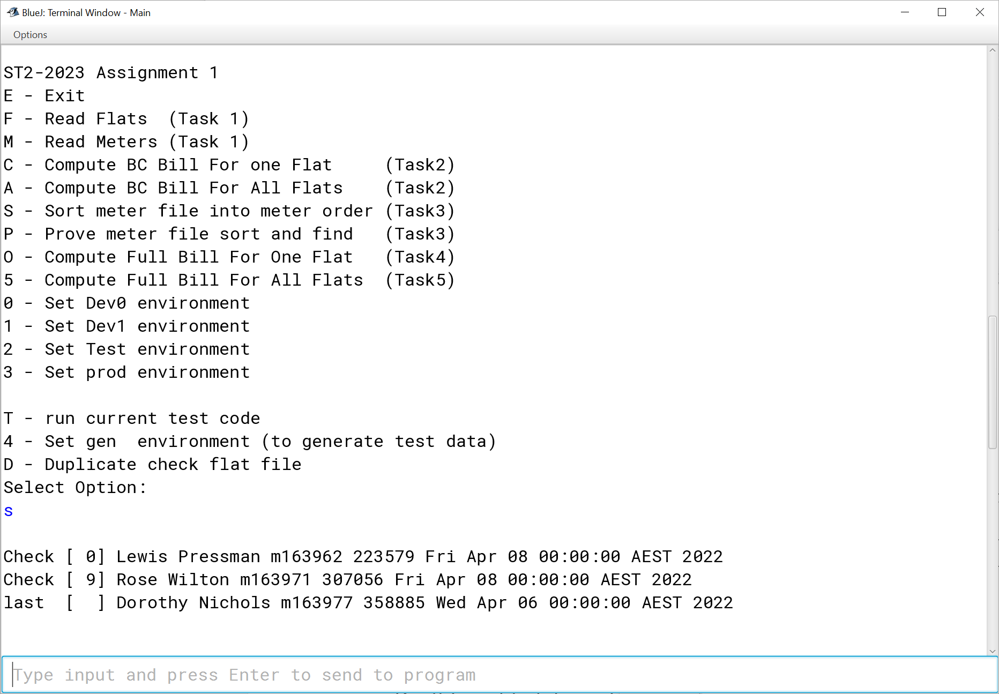 BlueJ: Terminal Window - Main
Options
ST2-2023 Assignment 1
E - Exit
F - Read Flats  (Task 1)
M - Read Meters (Task 1)
C - Compute BC Bill For one Flat     (Task2)
A - Compute BC Bill For All Flats    (Task2)
S - Sort meter file into meter order (Task3)
P - Prove meter file sort and find   (Task3)
O - Compute Full Bill For One Flat   (Task4)
5 - Compute Full Bill For All Flats  (Task5)
0 - Set Dev0 environment
1 - Set Dev1 environment
2 - Set Test environment
3 - Set prod environment
T - run current test code
4 - Set gen  environment (to generate test data)
D - Duplicate check flat file
Select Option:
s
Check [ 0] Lewis Pressman m163962 223579 Fri Apr 08 00:00:00 AEST 2022
Check [ 9] Rose Wilton m163971 307056 Fri Apr 08 00:00:00 AEST 2022
last  [  ] Dorothy Nichols m163977 358885 Wed Apr 06 00:00:00 AEST 2022
Type input and press Enter to send to program